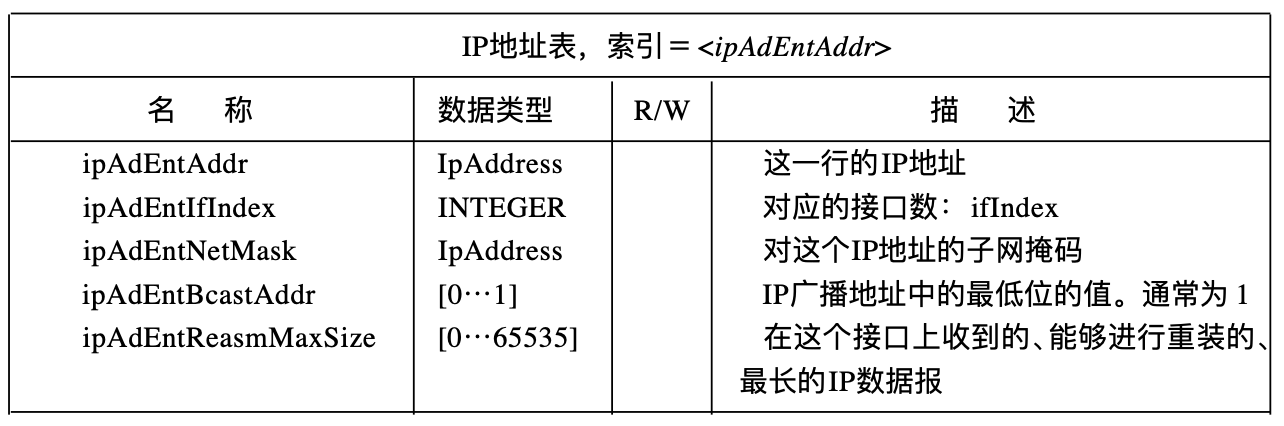 IP地址表，索引＝<ipAdEntAddr>
名 称 数据类型 R/W 描 述
ipAdEntAddr IpAddress 这一行的IP地址
ipAdEntIfIndex INTEGER 对应的接口数：ifIndex
ipAdEntNetMask IpAddress 对这个IP地址的子网掩码
ipAdEntBcastAddr [0…1] IP广播地址中的最低位的值。通常为 1
ipAdEntReasmMaxSize [0…65535] 在这个接口上收到的、能够进行重装的、
最长的IP数据报